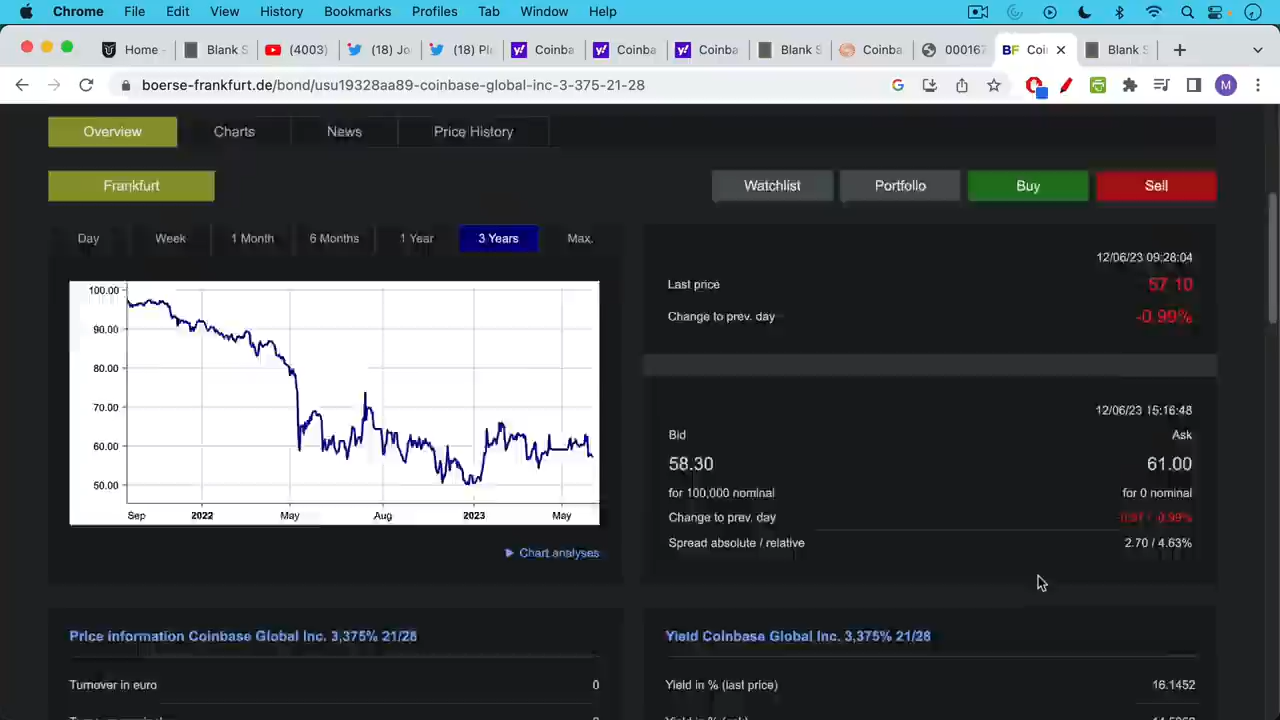 Chrome File Edit View History Bookmarks Profiles Tab Window Help
Home - Blank S (4003) (18) Jo (18) Pl Coinba Coinba Coinba Blank S Coinba 000167 BF Coi Blank S
boerse-frankfurt.de/bond/usu19328aa89-coinbase-global-inc-3-375-21-28 M
Overview Charts News Price History
Frankfurt Watchlist Portfolio Buy Sell
Day Week 1 Month 6 Months 1 Year 3 Years Max.
12/06/23 09:28:04
Last price 57.10
Change to prev. day -0.99%
100.00
90.00
80.00
70.00
60.00
50.00
Sep 2022 May Aug 2023 May
Chart analyses
12/06/23 15:16:48
Bid Ask
58.30 61.00
for 100,000 nominal for 0 nominal
Change to prev. day
Spread absolute / relative 2.70 / 4.63%
Price information Coinbase Global Inc. 3,375% 21/28
Turnover in euro 0
Yield Coinbase Global Inc. 3,375% 21/28
Yield in % (last price) 16.1452